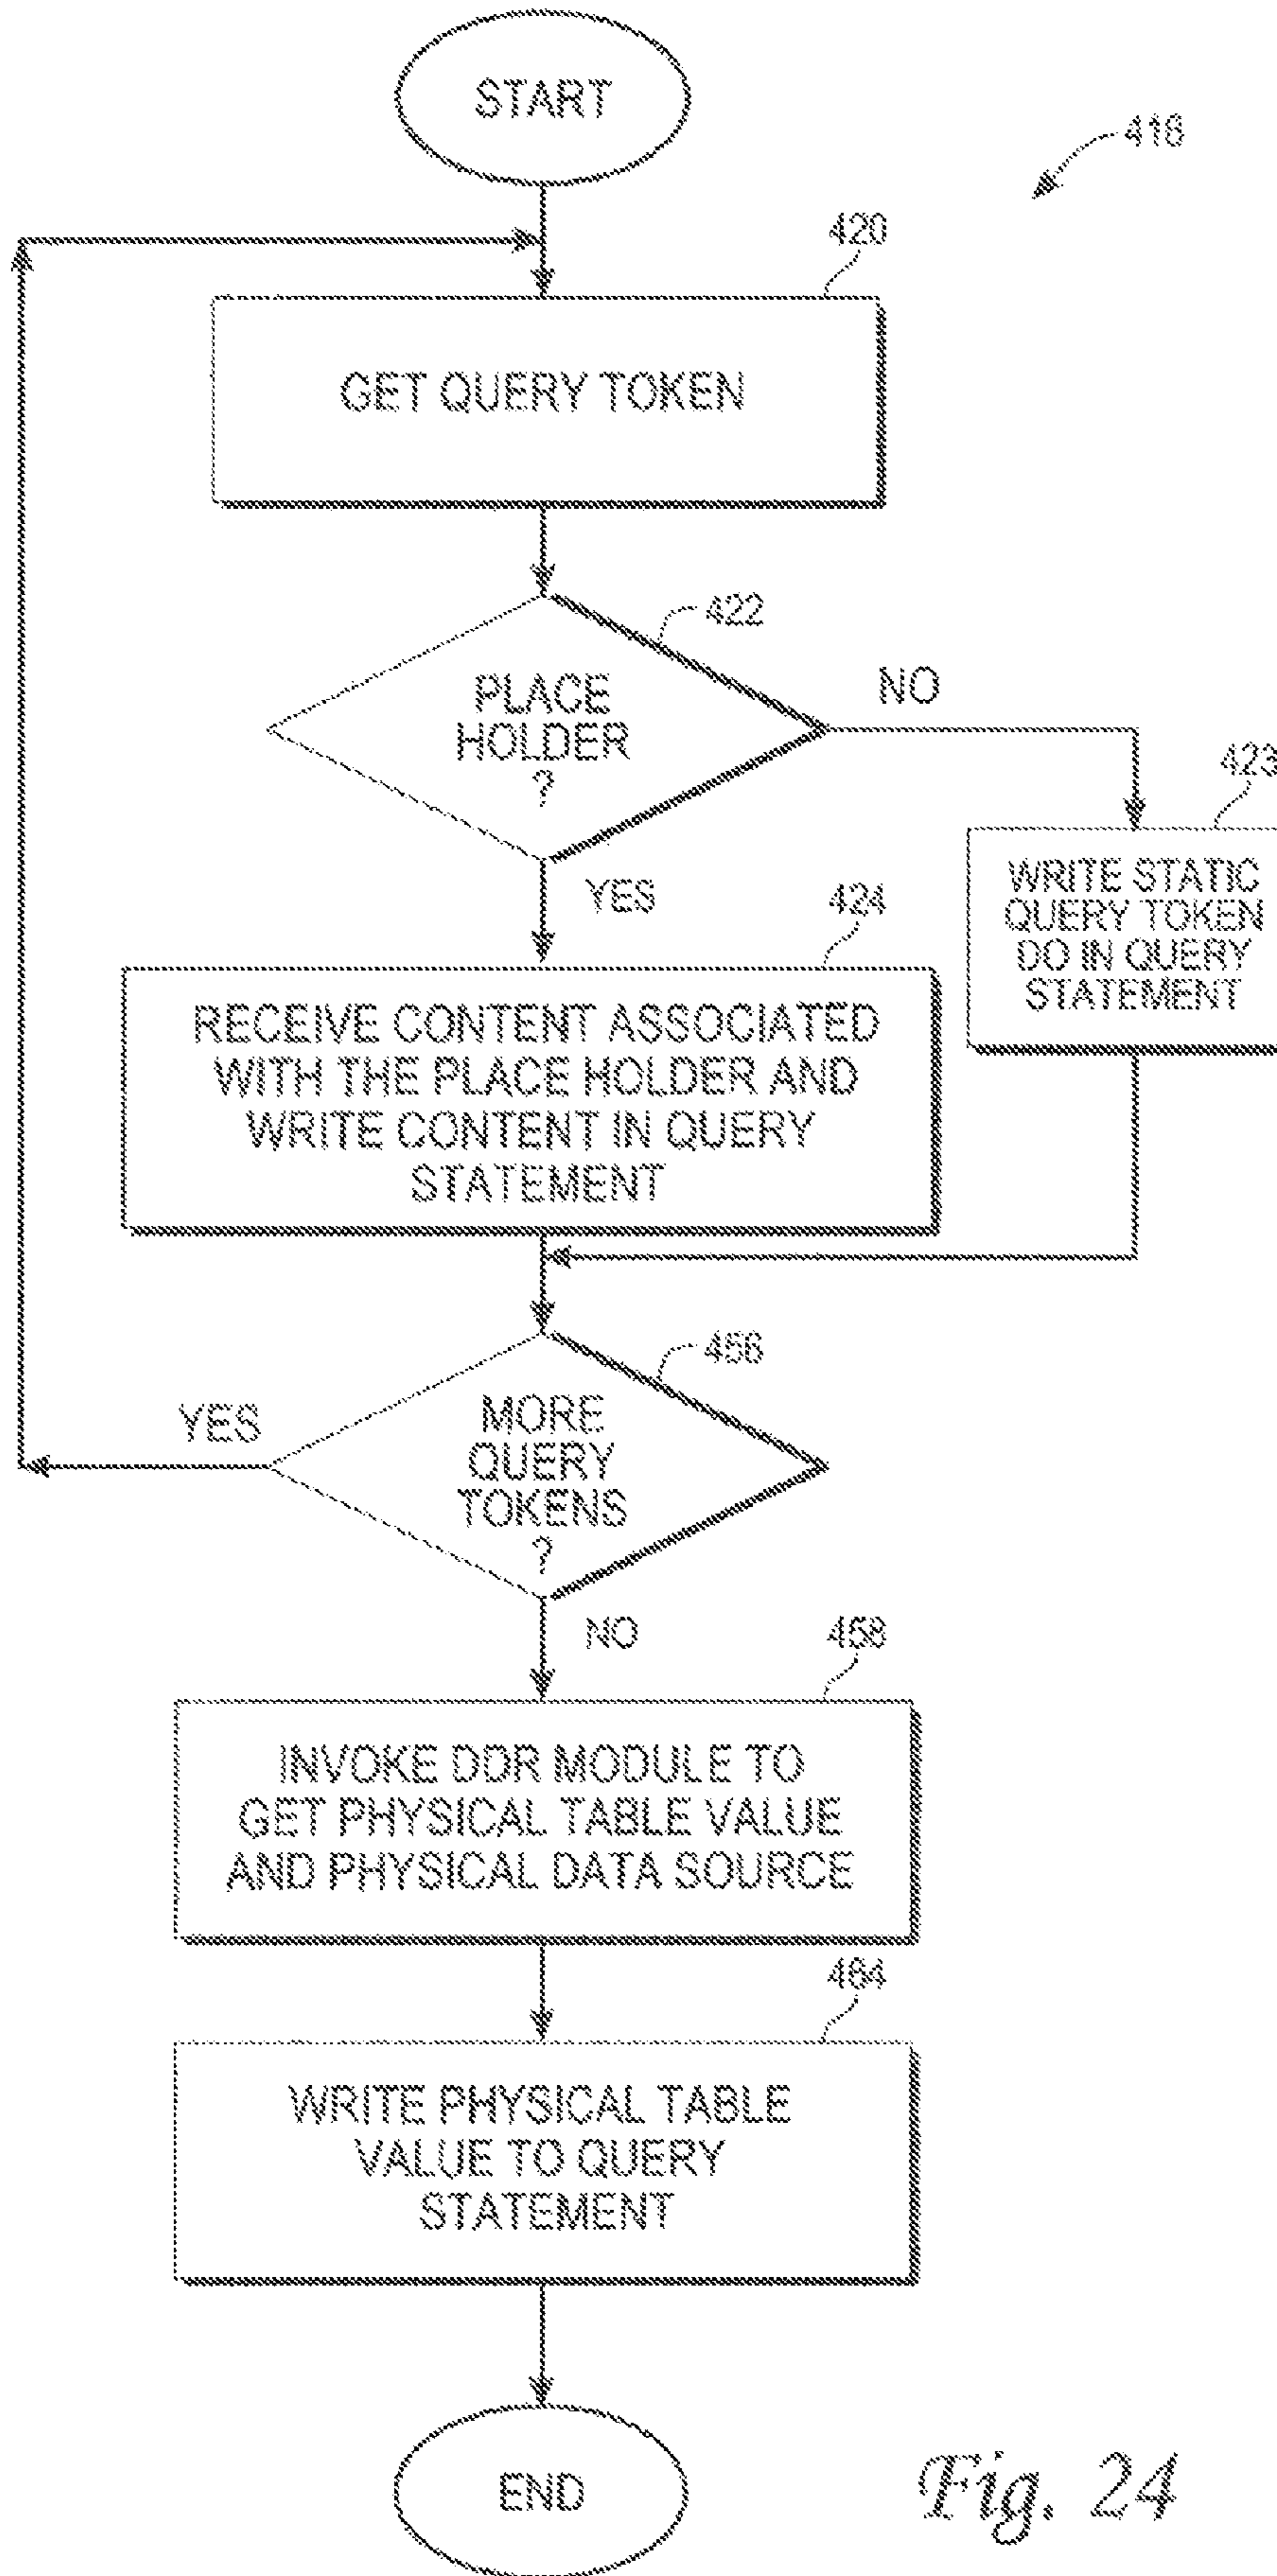 START
418
420
GET QUERY TOKEN
422
PLACE
HOLDER
?
NO
423
WRITE STATIC
QUERY TOKEN
DO IN QUERY
STATEMENT
YES
424
RECEIVE CONTENT ASSOCIATED
WITH THE PLACE HOLDER AND
WRITE CONTENT IN QUERY
STATEMENT
456
YES
MORE
QUERY
TOKENS
?
NO
458
INVOKE DDR MODULE TO
GET PHYSICAL TABLE VALUE
AND PHYSICAL DATA SOURCE
464
WRITE PHYSICAL TABLE
VALUE TO QUERY
STATEMENT
END
Fig. 24